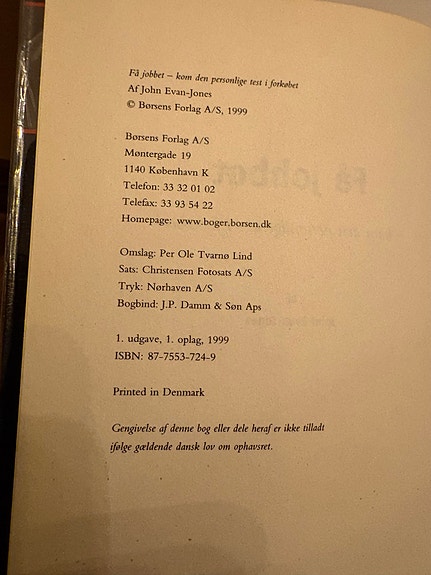 Få jobbet – kom den personlige test i forkøbet
Af John Evan-Jones
© Børsens Forlag A/S, 1999
Børsens Forlag A/S
Møntergade 19
1140 København K
Telefon: 33 32 01 02
Telefax: 33 93 54 22
Homepage: www.boger.borsen.dk
Omslag: Per Ole Tvarnø Lind
Sats: Christensen Fotosats A/S
Tryk: Nørhaven A/S
Bogbind: J.P. Damm & Søn Aps
1. udgave, 1. oplag, 1999
ISBN: 87-7553-724-9
Printed in Denmark
Gengivelse af denne bog eller dele heraf er ikke tilladt
ifølge gældende dansk lov om ophavsret.